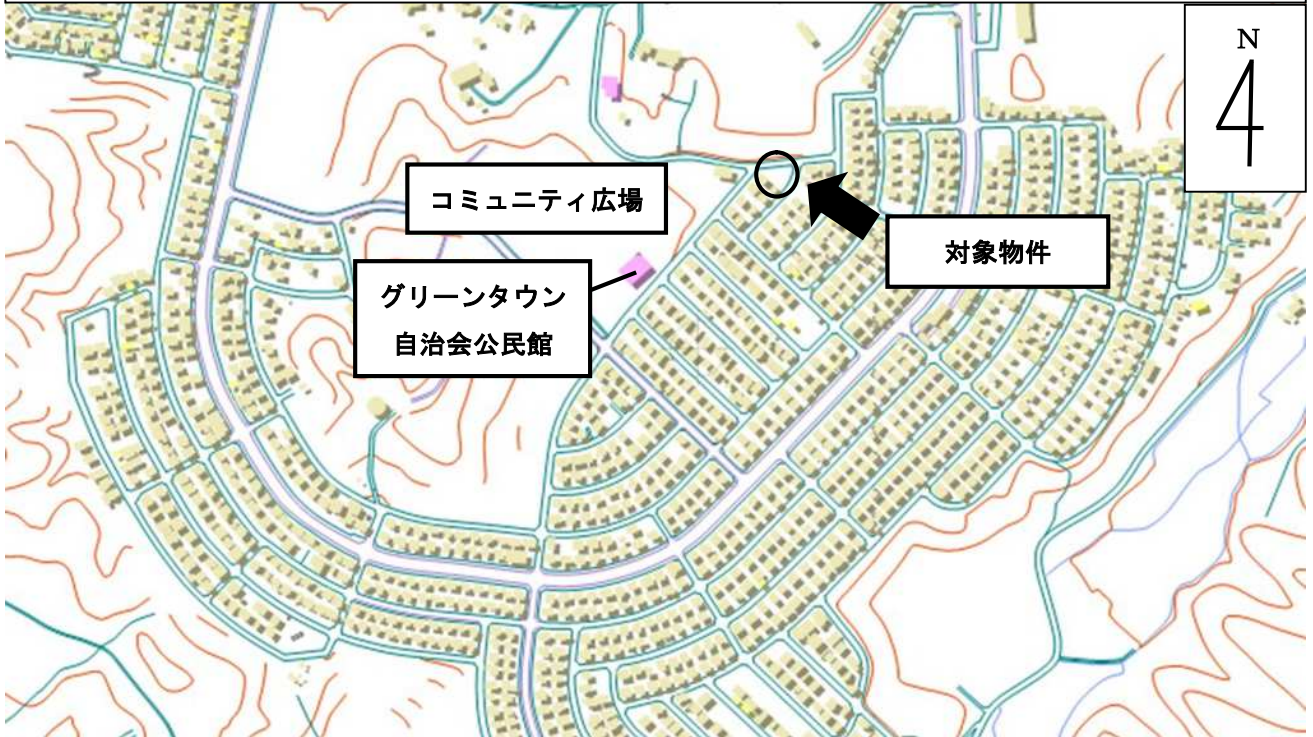 N
コミュニティ広場
対象物件
グリーンタウン
自治会公民館